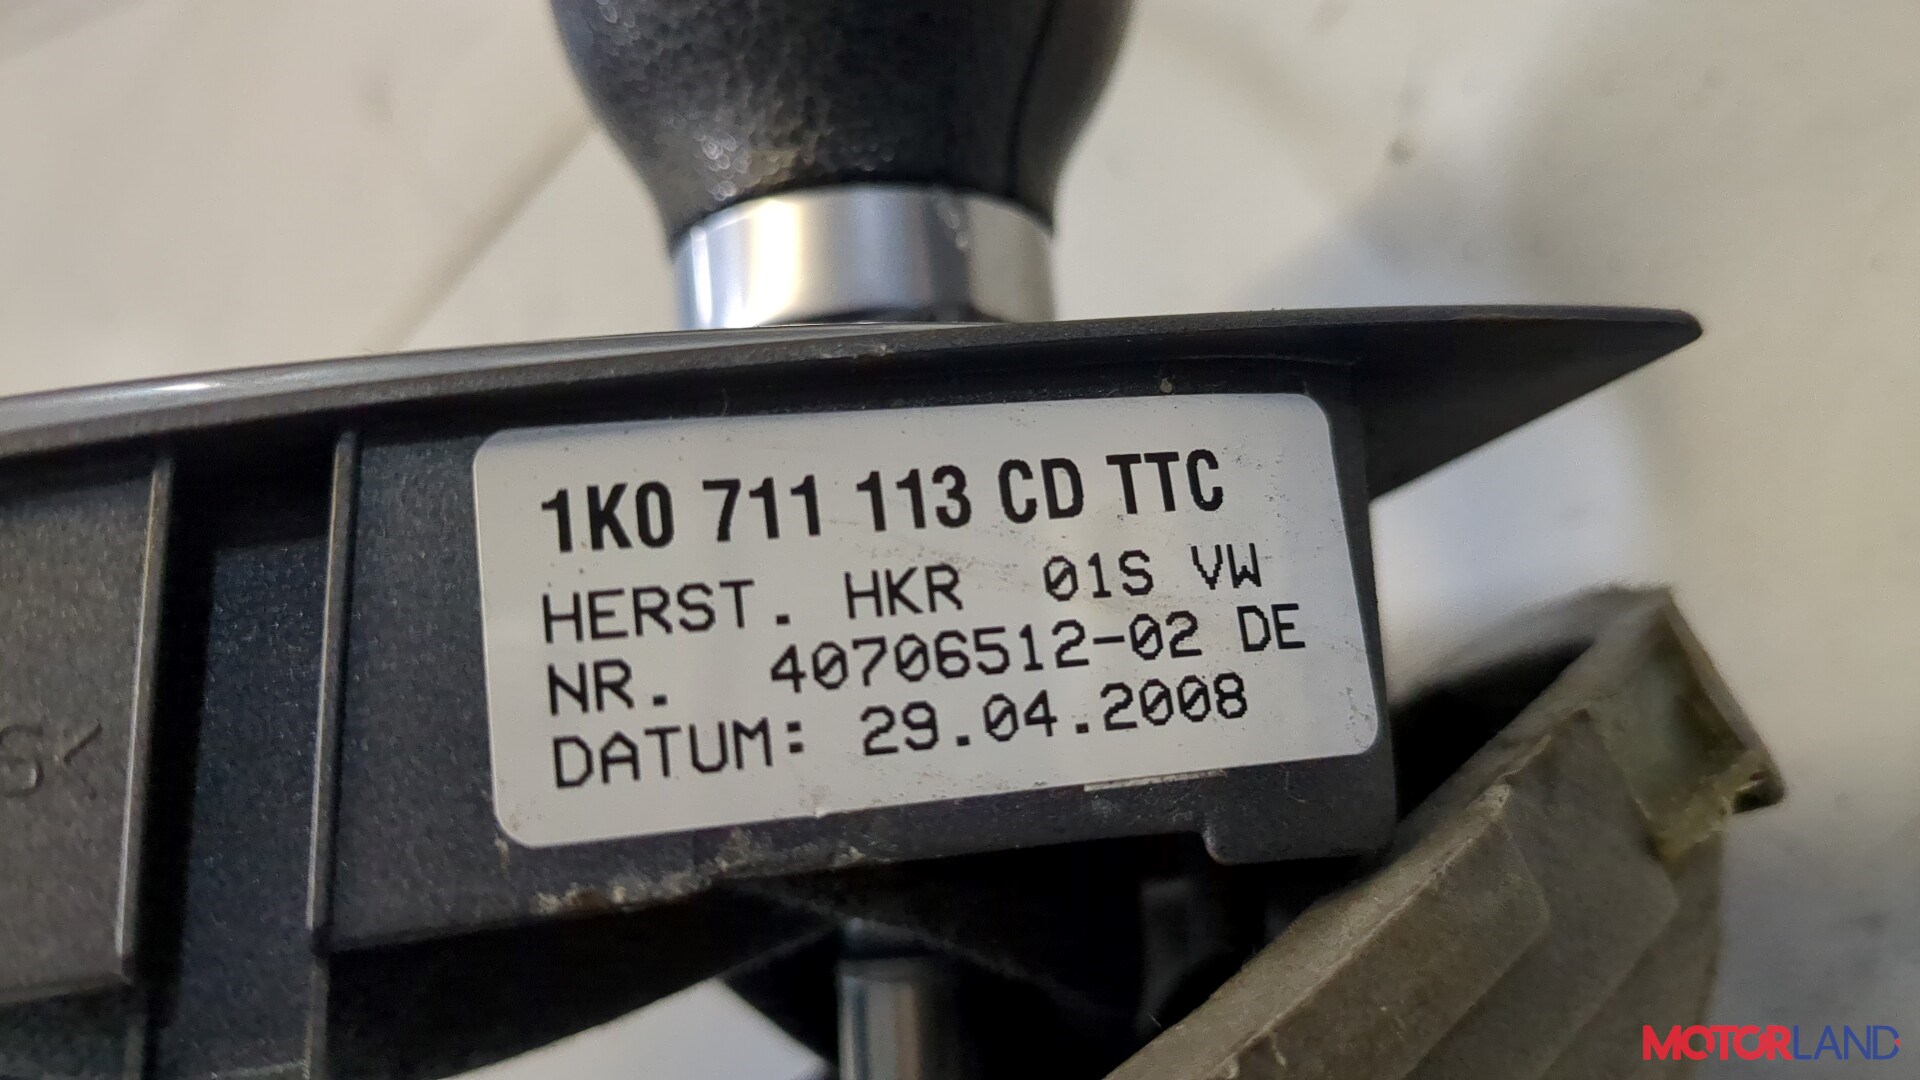 1K0 711 113 CD TTC
HERST. HKR 01S VW
NR. 40706512-02 DE
DATUM: 29.04.2008
MOTORLAND